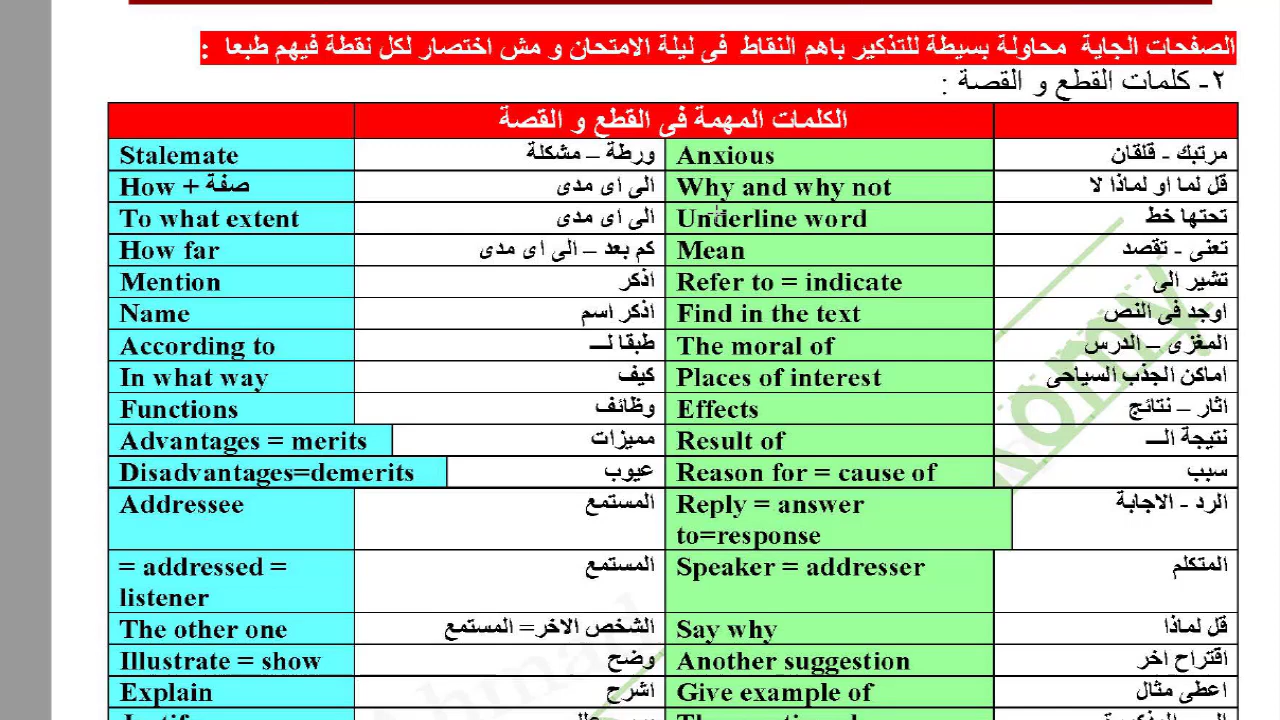 الصفحات الجاية محاولة بسيطة للتذكير باهم النقاط فى ليلة الامتحان و مش اختصار لكل نقطة فيهم طبعا :
٢- كلمات القطع و القصة :
الكلمات المهمة فى القطع و القصة
Stalemate ورطة – مشكلة Anxious مرتبك - قلقان
How + صفة الى اى مدى Why and why not قل لما او لماذا لا
To what extent الى اى مدى Underline word تحتها خط
How far كم بعد – الى اى مدى Mean تعنى - تقصد
Mention اذكر Refer to = indicate تشير الى
Name اذكر اسم Find in the text اوجد فى النص
According to طبقا لـــ The moral of المغزى – الدرس
In what way كيف Places of interest اماكن الجذب السياحى
Functions وظائف Effects اثار – نتائج
Advantages = merits مميزات Result of نتيجة الـــ
Disadvantages=demerits عيوب Reason for = cause of سبب
Addressee المستمع Reply = answer الرد - الاجابة
to=response
= addressed = المستمع Speaker = addresser المتكلم
listener
The other one الشخص الاخر= المستمع Say why قل لماذا
Illustrate = show وضح Another suggestion اقتراح اخر
Explain اشرح Give example of اعطى مثال